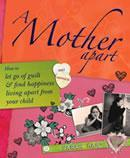 A
Mother
apart
How to
let go of guilt
& find happiness
living apart from
your child